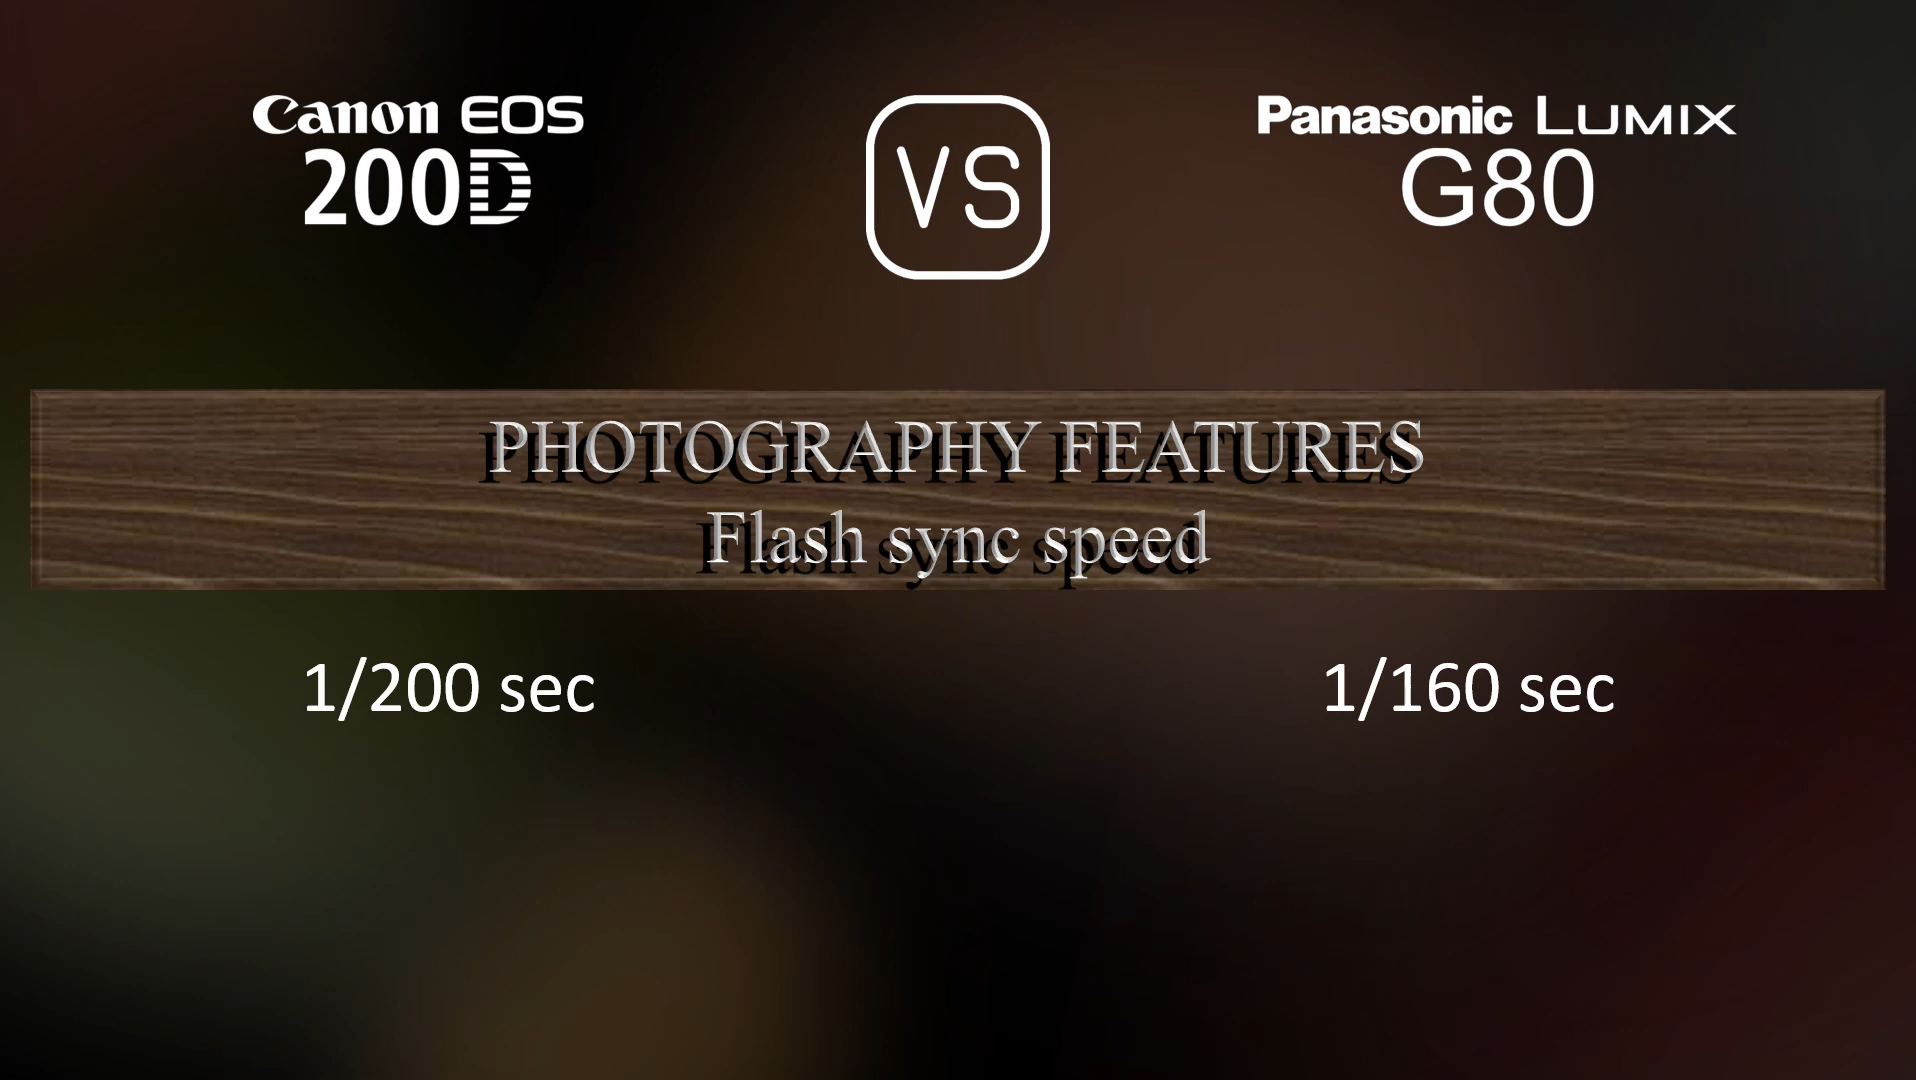 Canon EOS
200D
VS
Panasonic LUMIX
G80
PHOTOGRAPHY FEATURES
Flash sync speed
1/200 sec
1/160 sec